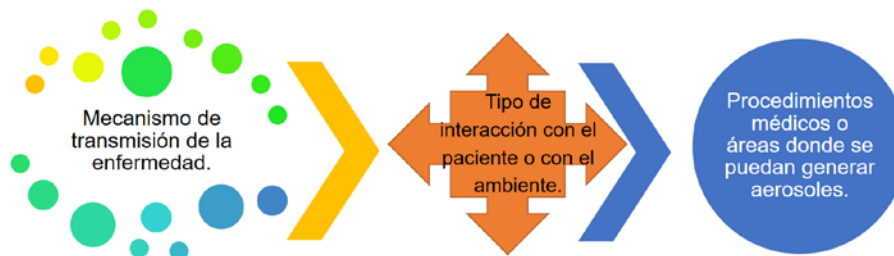 Mecanismo de
transmisión de la
enfermedad.
Tipo de
interacción con el
paciente o con el
ambiente.
Procedimientos
médicos o
áreas donde se
puedan generar
aerosoles.